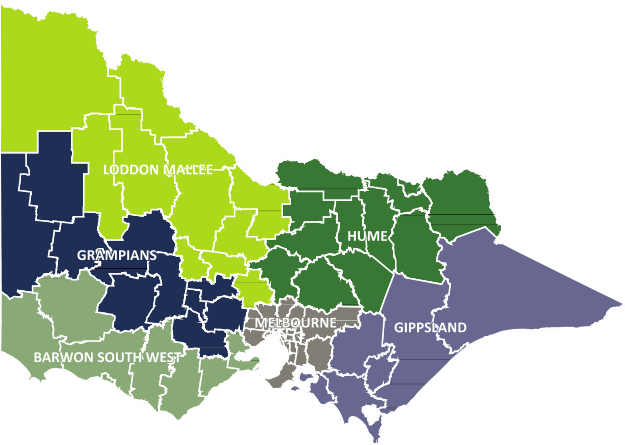 LODDON MALLEE
HUME
GRAMPIANS
MELBOURNE
GIPPSLAND
BARWON SOUTH WEST